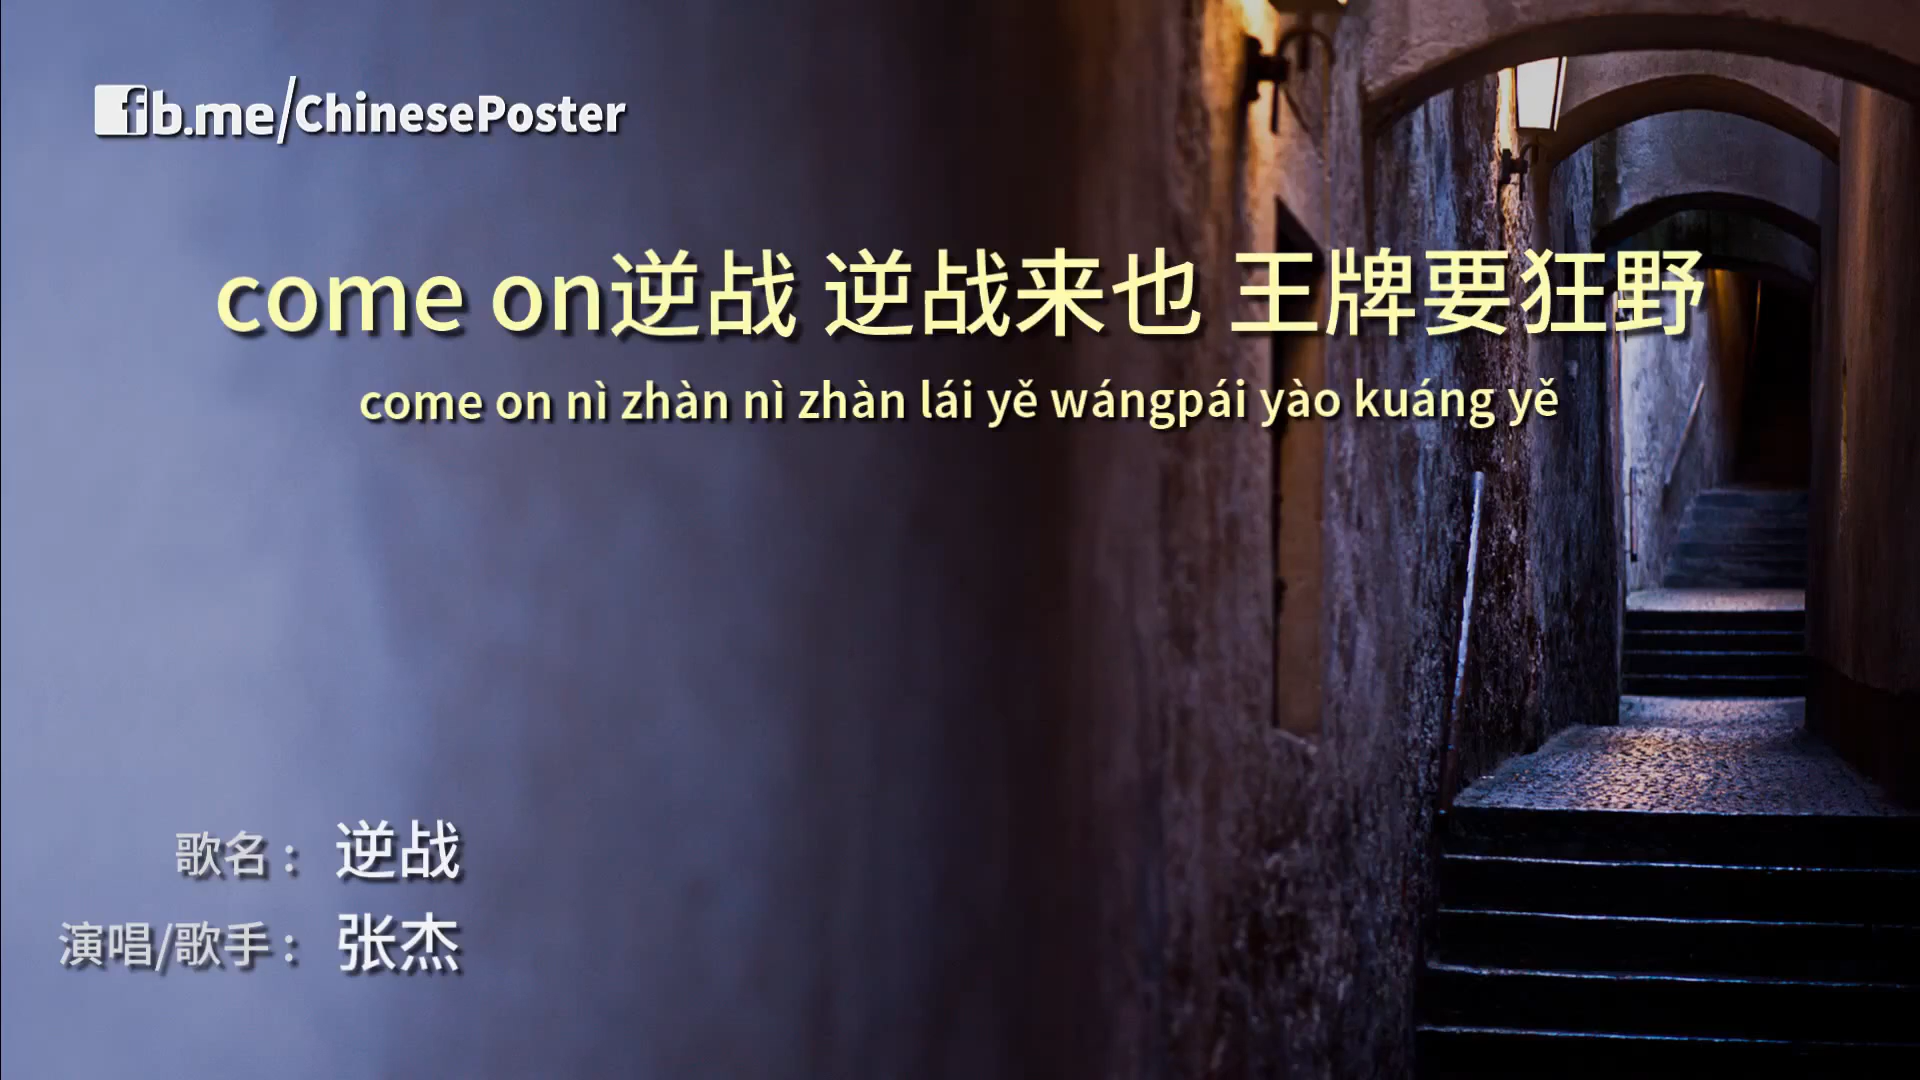 fb.me/ChinesePoster
come on逆战 逆战来也 王牌要狂野
come on nì zhàn nì zhàn lái yě wángpái yào kuáng yě
歌名： 逆战
演唱/歌手： 张杰